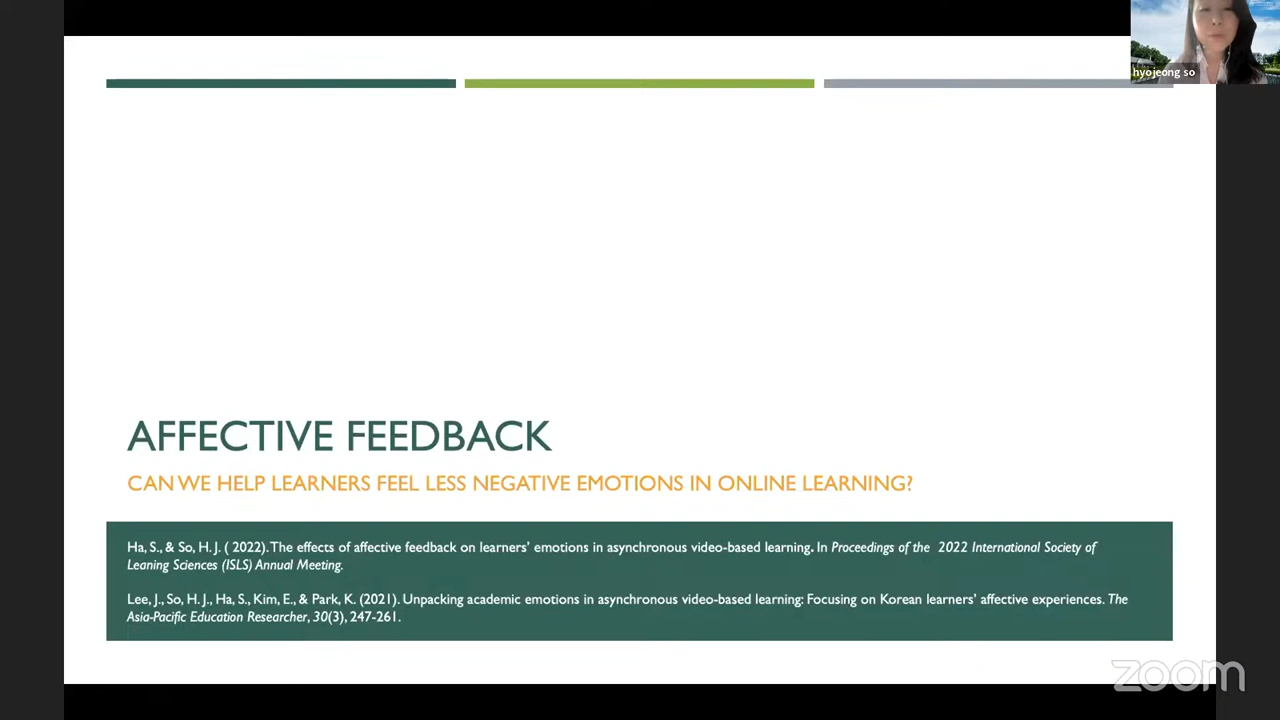 hyojeong so
AFFECTIVE FEEDBACK
CAN WE HELP LEARNERS FEEL LESS NEGATIVE EMOTIONS IN ONLINE LEARNING?
Ha, S., & So, H. J. ( 2022). The effects of affective feedback on learners’ emotions in asynchronous video-based learning. In Proceedings of the 2022 International Society of
Leaning Sciences (ISLS) Annual Meeting.
Lee, J., So, H. J., Ha, S., Kim, E., & Park, K. (2021). Unpacking academic emotions in asynchronous video-based learning: Focusing on Korean learners’ affective experiences. The
Asia-Pacific Education Researcher, 30(3), 247-261.
zoom